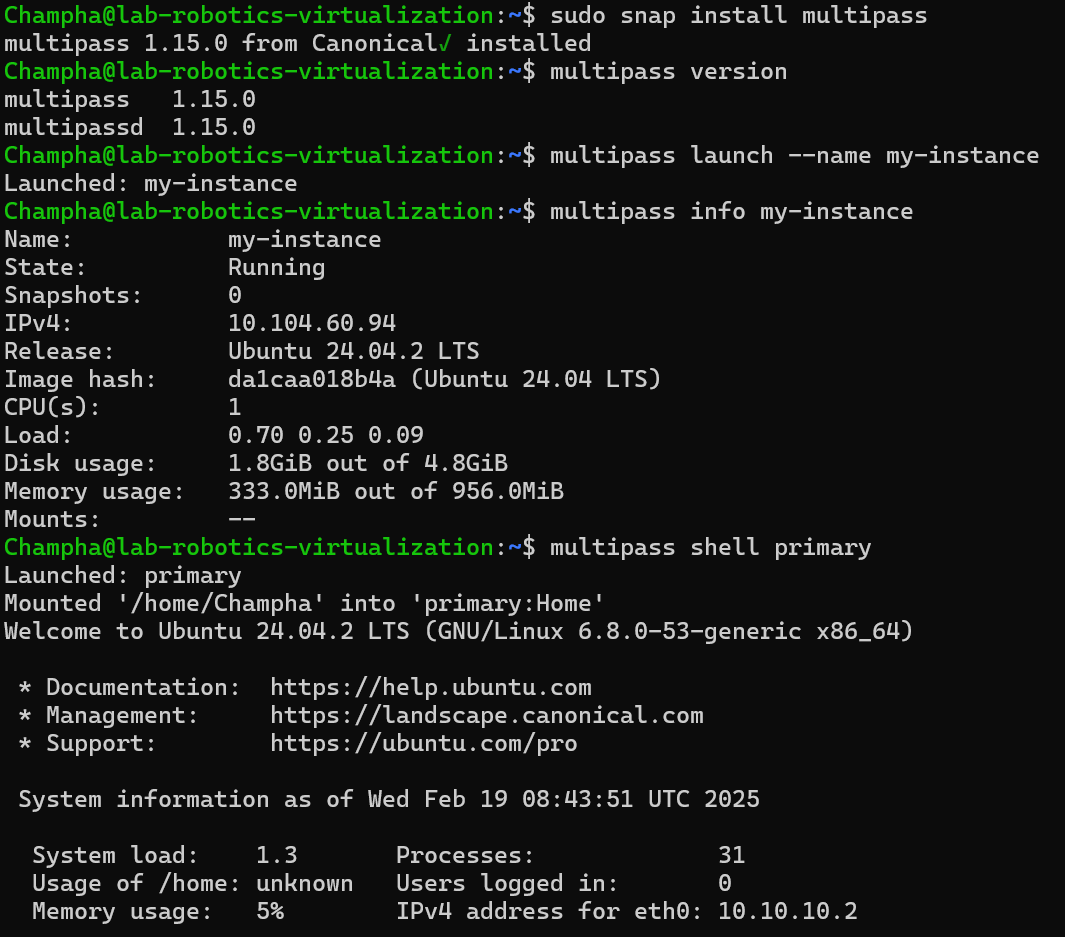 Champha@lab-robotics-virtualization:~$ sudo snap install multipass
multipass 1.15.0 from Canonical✓ installed
Champha@lab-robotics-virtualization:~$ multipass version
multipass   1.15.0
multipassd  1.15.0
Champha@lab-robotics-virtualization:~$ multipass launch --name my-instance
Launched: my-instance
Champha@lab-robotics-virtualization:~$ multipass info my-instance
Name:           my-instance
State:          Running
Snapshots:      0
IPv4:           10.104.60.94
Release:        Ubuntu 24.04.2 LTS
Image hash:     da1caa018b4a (Ubuntu 24.04 LTS)
CPU(s):         1
Load:           0.70 0.25 0.09
Disk usage:     1.8GiB out of 4.8GiB
Memory usage:   333.0MiB out of 956.0MiB
Mounts:         --
Champha@lab-robotics-virtualization:~$ multipass shell primary
Launched: primary
Mounted '/home/Champha' into 'primary:Home'
Welcome to Ubuntu 24.04.2 LTS (GNU/Linux 6.8.0-53-generic x86_64)

 * Documentation:  https://help.ubuntu.com
 * Management:     https://landscape.canonical.com
 * Support:        https://ubuntu.com/pro

 System information as of Wed Feb 19 08:43:51 UTC 2025

  System load:    1.3       Processes:             31
  Usage of /home: unknown   Users logged in:       0
  Memory usage:   5%        IPv4 address for eth0: 10.10.10.2